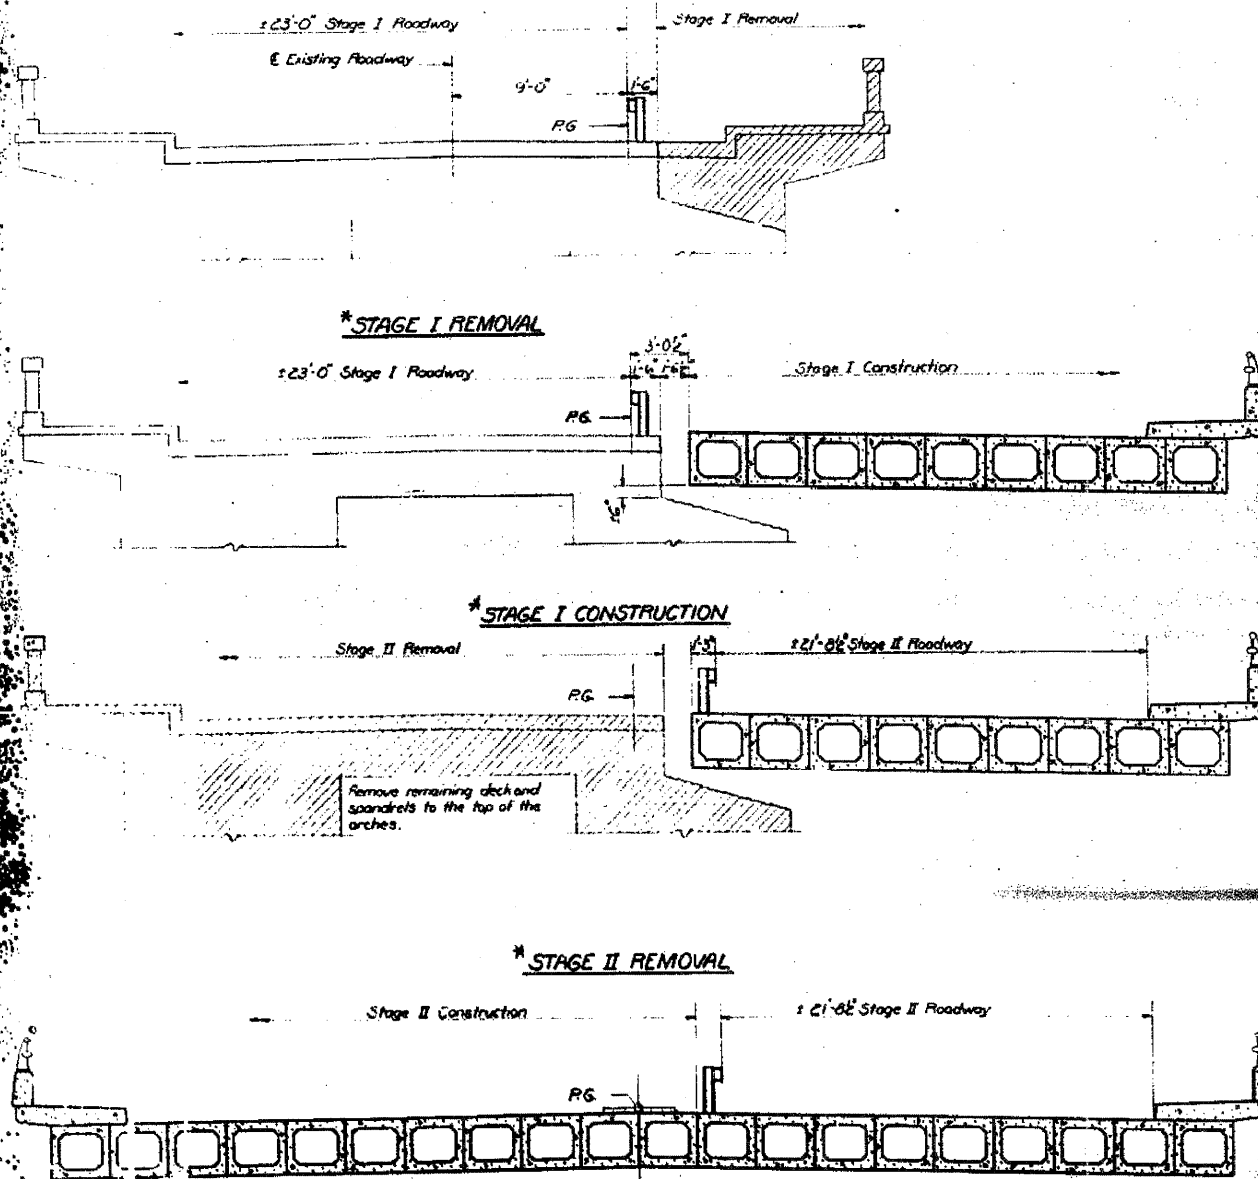 ±23'-0" Stage I Roadway
Stage I Removal
℄ Existing Roadway
9'-0"
1'-6"
P.G.
*STAGE I REMOVAL
3'-0½"
±23'-0" Stage I Roadway
1'-6"
Stage I Construction
P.G.
*STAGE I CONSTRUCTION
Stage II Removal
1'-3"
±21'-8½" Stage II Roadway
P.G.
Remove remaining deck and
spandrels to the top of the
arches.
*STAGE II REMOVAL
Stage II Construction
±21'-8½" Stage II Roadway
P.G.